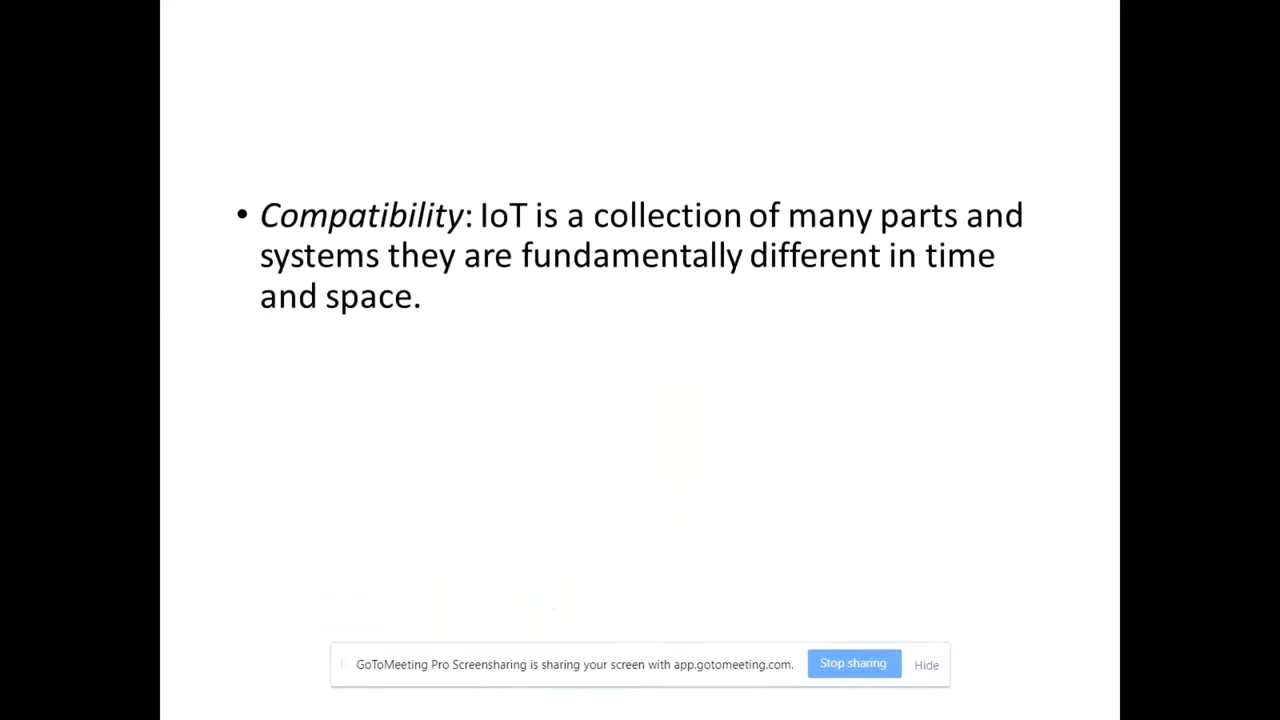 • Compatibility: IoT is a collection of many parts and
systems they are fundamentally different in time
and space.
GoToMeeting Pro Screensharing is sharing your screen with app.gotomeeting.com. Stop sharing Hide